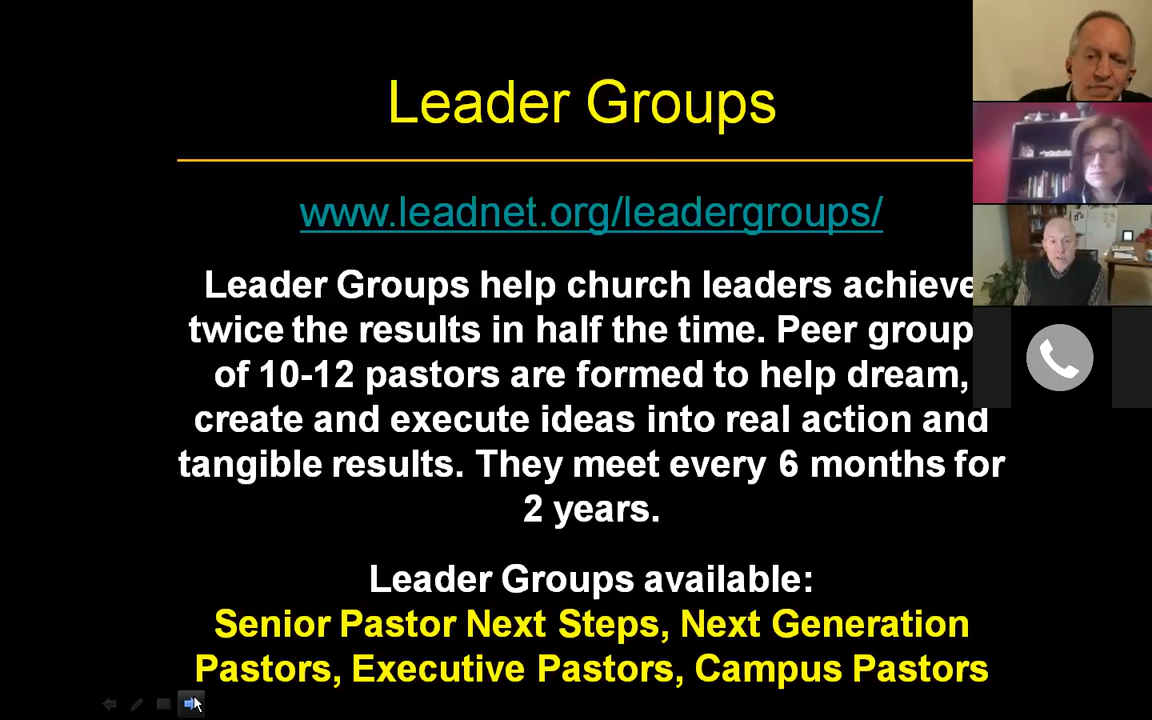 Leader Groups
www.leadnet.org/leadergroups/
Leader Groups help church leaders achieve
twice the results in half the time. Peer group
of 10-12 pastors are formed to help dream,
create and execute ideas into real action and
tangible results. They meet every 6 months for
2 years.
Leader Groups available:
Senior Pastor Next Steps, Next Generation
Pastors, Executive Pastors, Campus Pastors